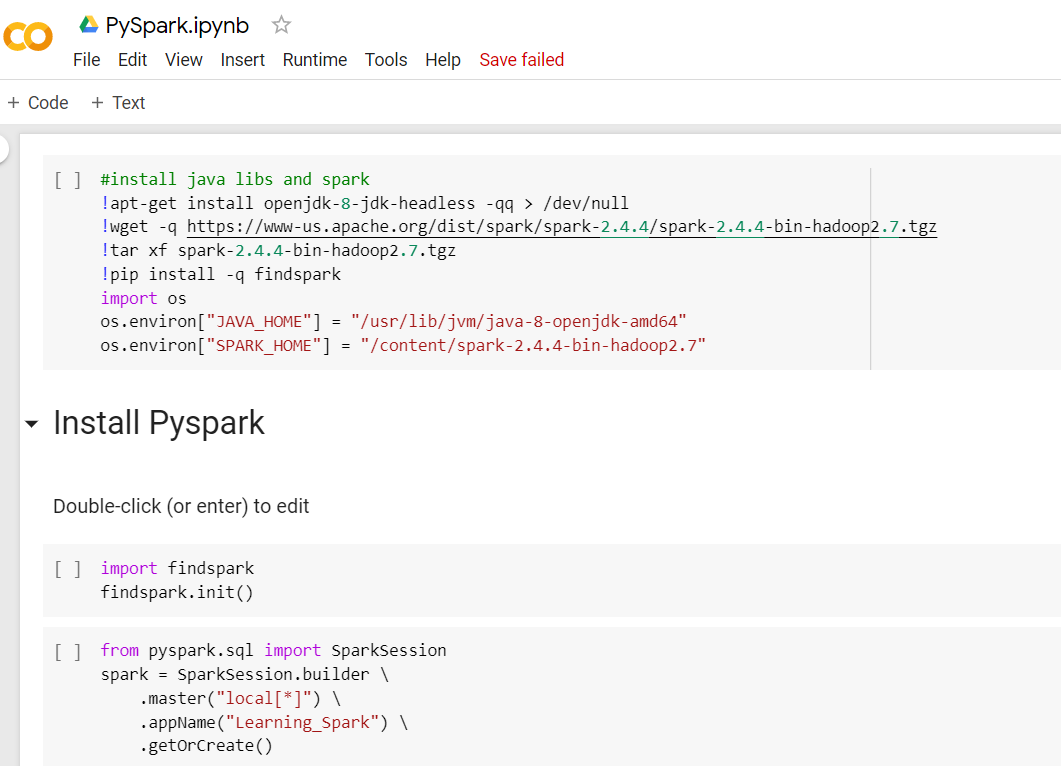 PySpark.ipynb
File Edit View Insert Runtime Tools Help Save failed
+ Code + Text
[ ] #install java libs and spark
!apt-get install openjdk-8-jdk-headless -qq > /dev/null
!wget -q https://www-us.apache.org/dist/spark/spark-2.4.4/spark-2.4.4-bin-hadoop2.7.tgz
!tar xf spark-2.4.4-bin-hadoop2.7.tgz
!pip install -q findspark
import os
os.environ["JAVA_HOME"] = "/usr/lib/jvm/java-8-openjdk-amd64"
os.environ["SPARK_HOME"] = "/content/spark-2.4.4-bin-hadoop2.7"
Install Pyspark
Double-click (or enter) to edit
[ ] import findspark
findspark.init()
[ ] from pyspark.sql import SparkSession
spark = SparkSession.builder \
.master("local[*]") \
.appName("Learning_Spark") \
.getOrCreate()